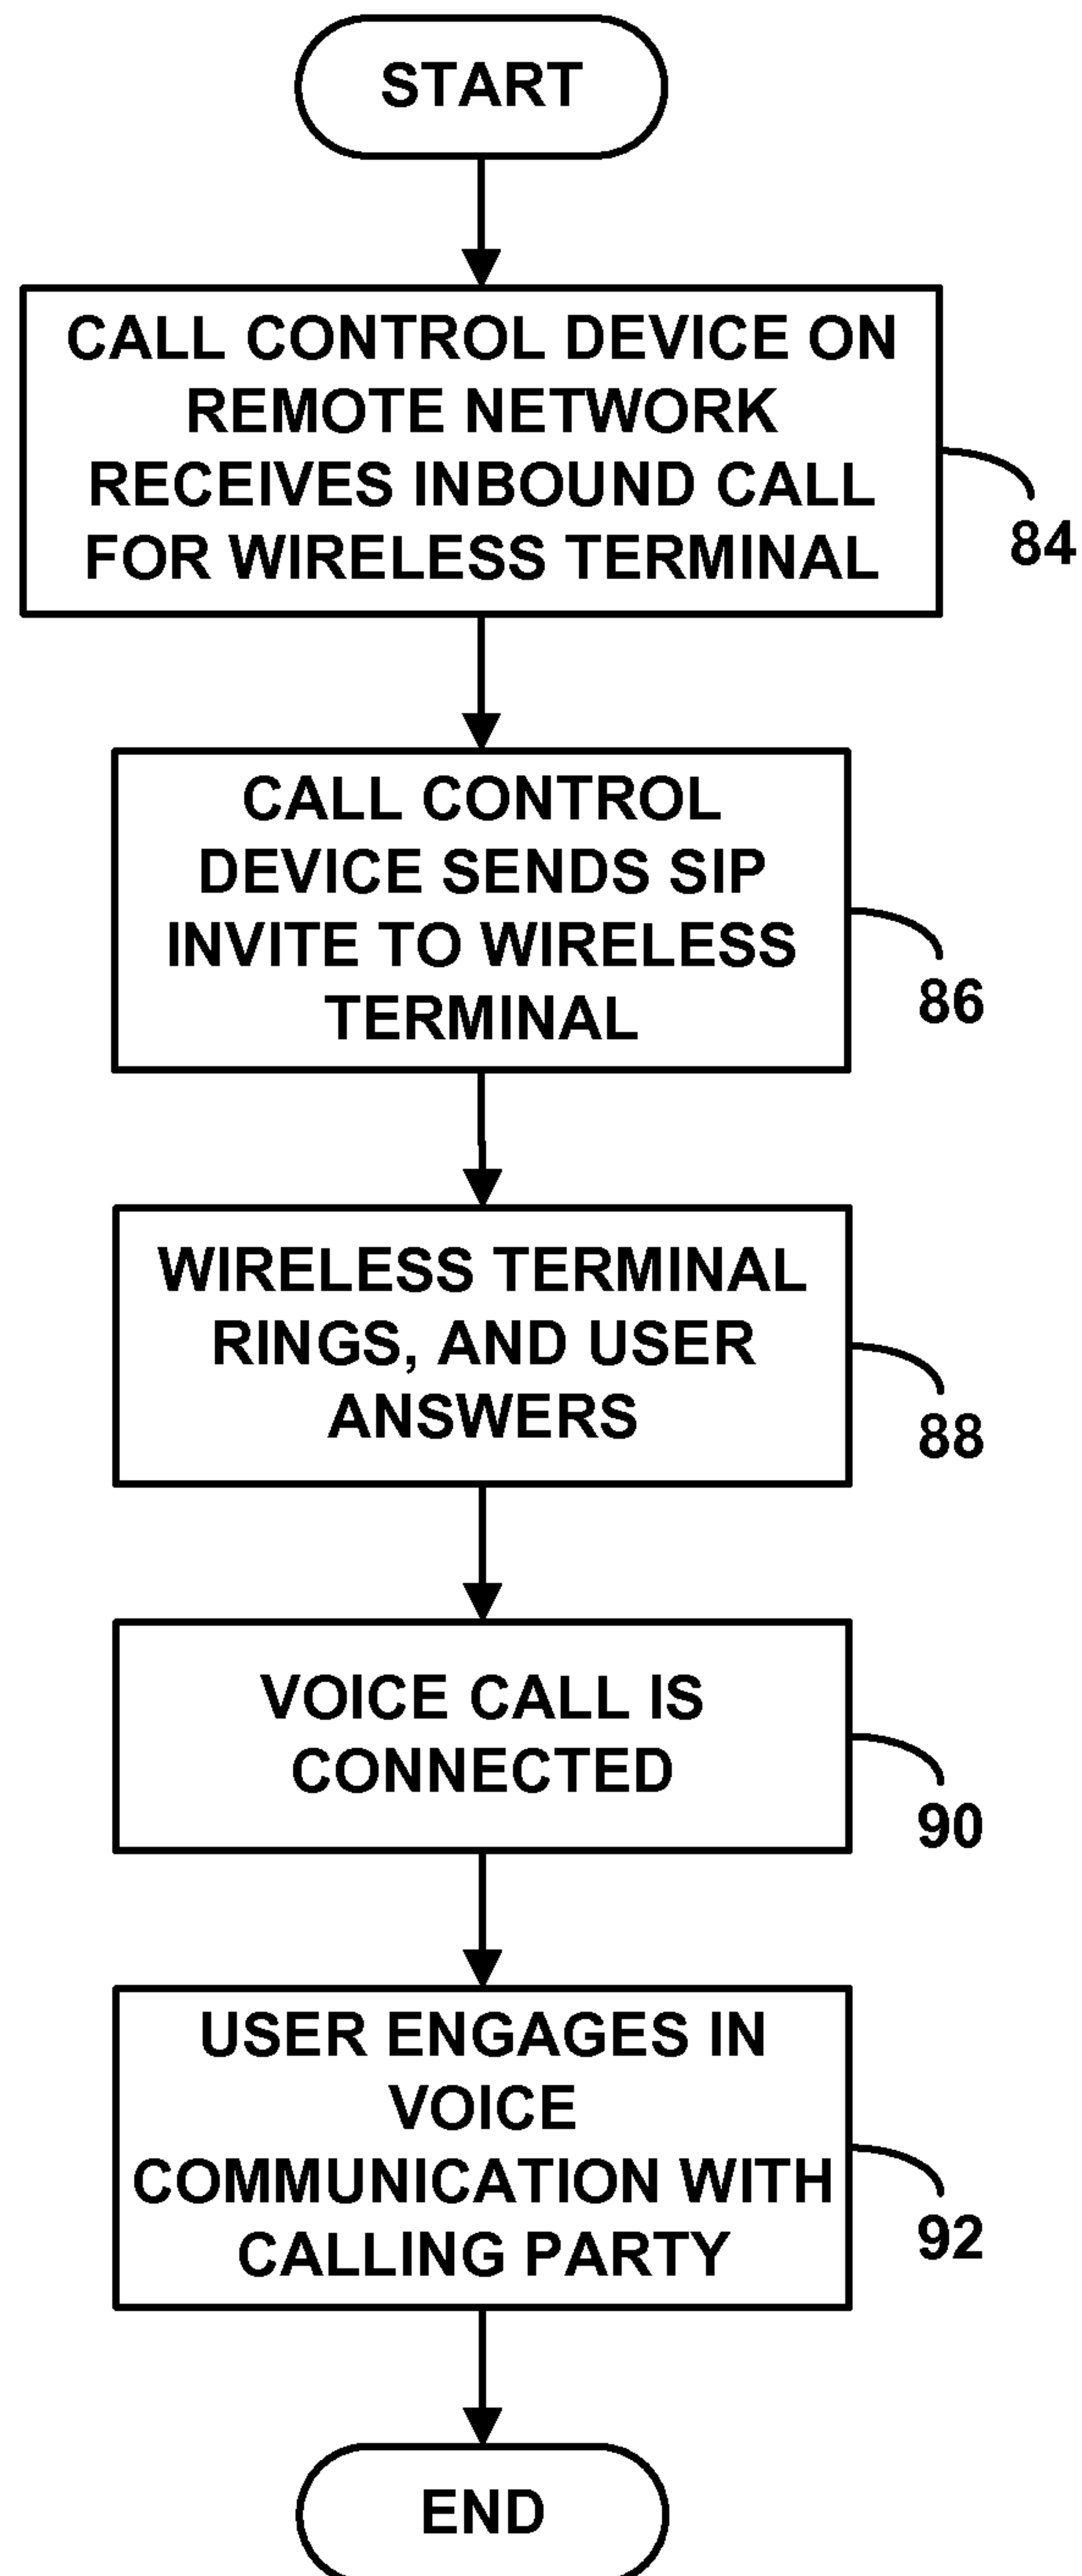 START
CALL CONTROL DEVICE ON
REMOTE NETWORK
RECEIVES INBOUND CALL
FOR WIRELESS TERMINAL
84
CALL CONTROL
DEVICE SENDS SIP
INVITE TO WIRELESS
TERMINAL
86
WIRELESS TERMINAL
RINGS, AND USER
ANSWERS
88
VOICE CALL IS
CONNECTED
90
USER ENGAGES IN
VOICE
COMMUNICATION WITH
CALLING PARTY
92
END